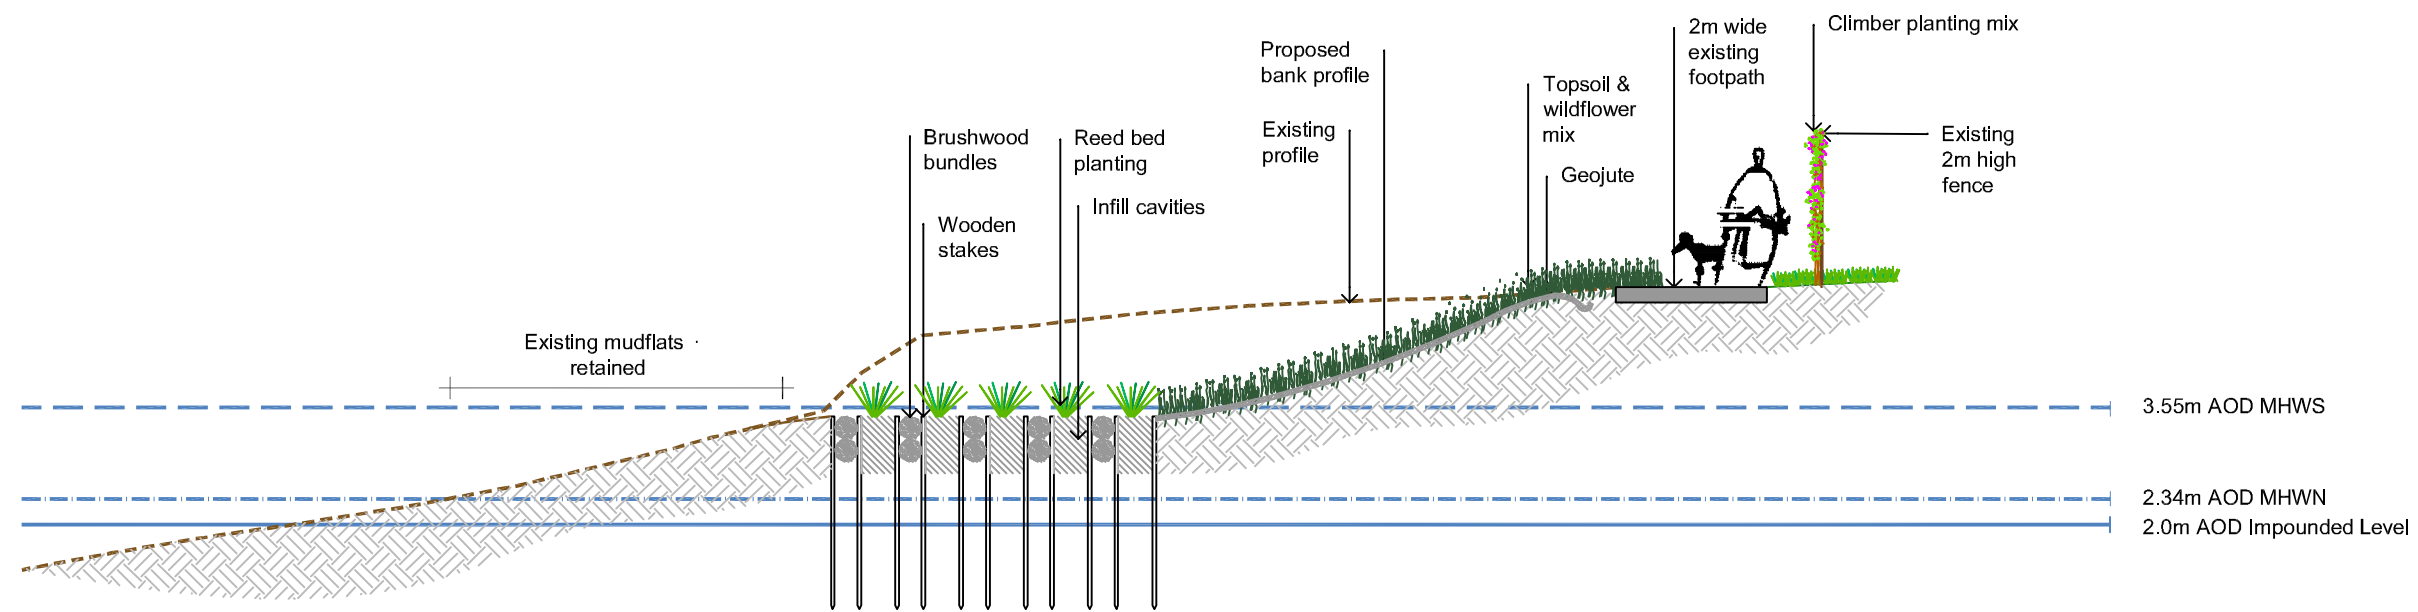 2m wide
existing
footpath
Climber planting mix
Proposed
bank profile
Topsoil &
wildflower
mix
Existing
profile
Brushwood
bundles
Reed bed
planting
Existing
2m high
fence
Geojute
Infill cavities
Wooden
stakes
Existing mudflats
retained
3.55m AOD MHWS
2.34m AOD MHWN
2.0m AOD Impounded Level